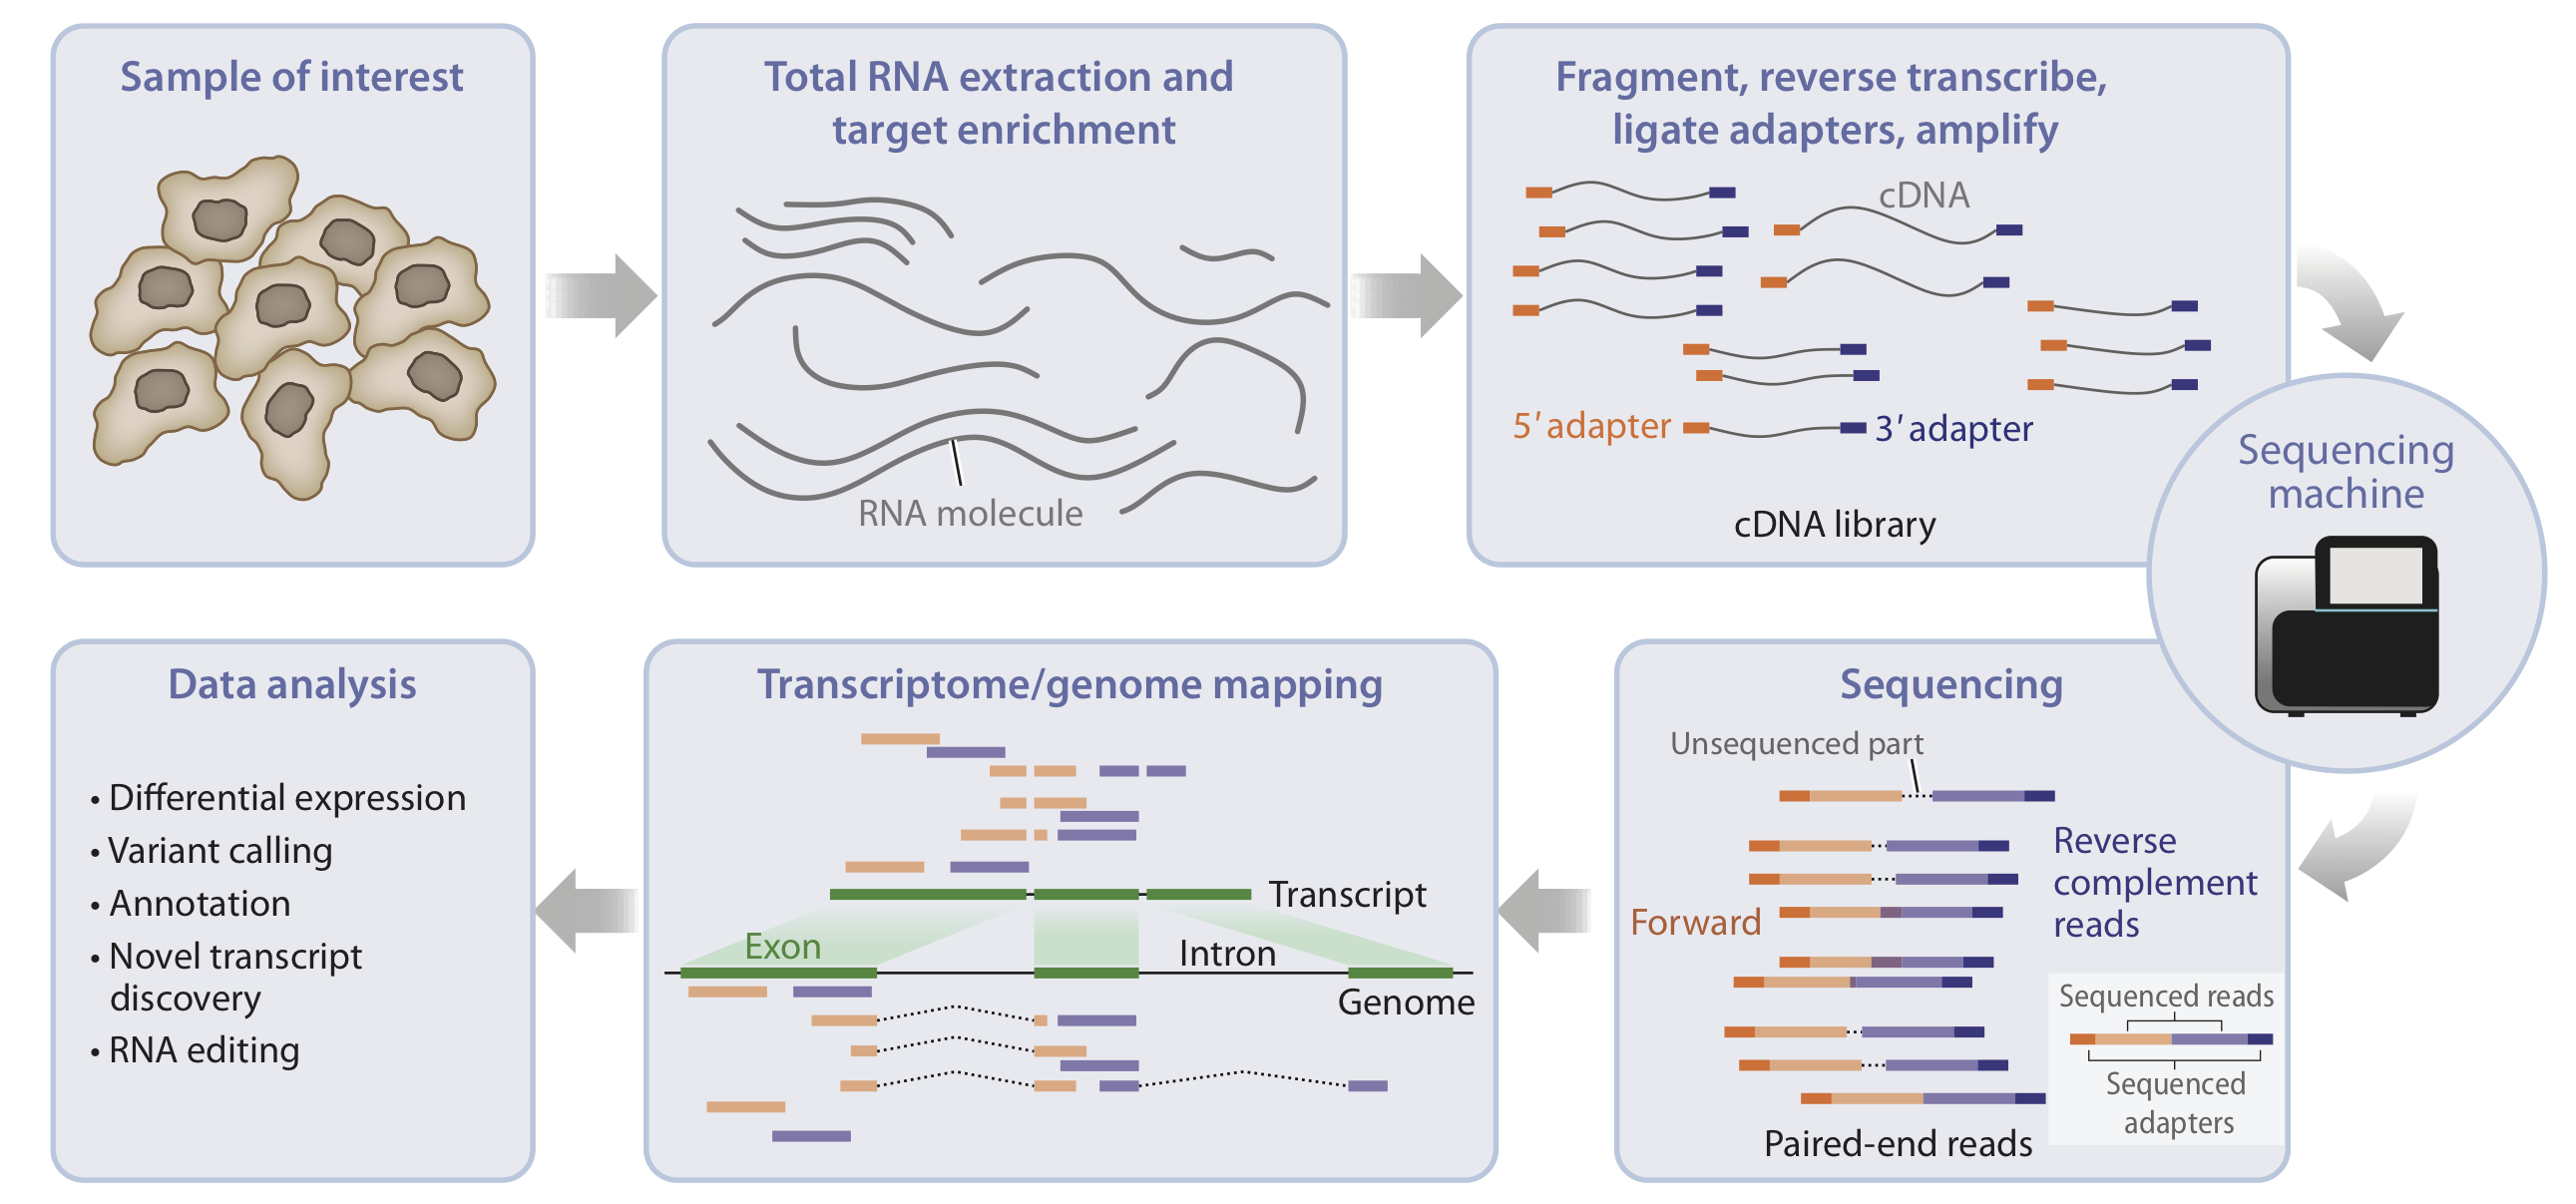 Sample of interest
Total RNA extraction and
target enrichment
RNA molecule
Fragment, reverse transcribe,
ligate adapters, amplify
cDNA
5′ adapter
3′ adapter
cDNA library
Sequencing
machine
Sequencing
Unsequenced part
Reverse
complement
reads
Forward
Sequenced reads
Sequenced
adapters
Paired-end reads
Transcriptome/genome mapping
Transcript
Exon
Intron
Genome
Data analysis
• Differential expression
• Variant calling
• Annotation
• Novel transcript
discovery
• RNA editing